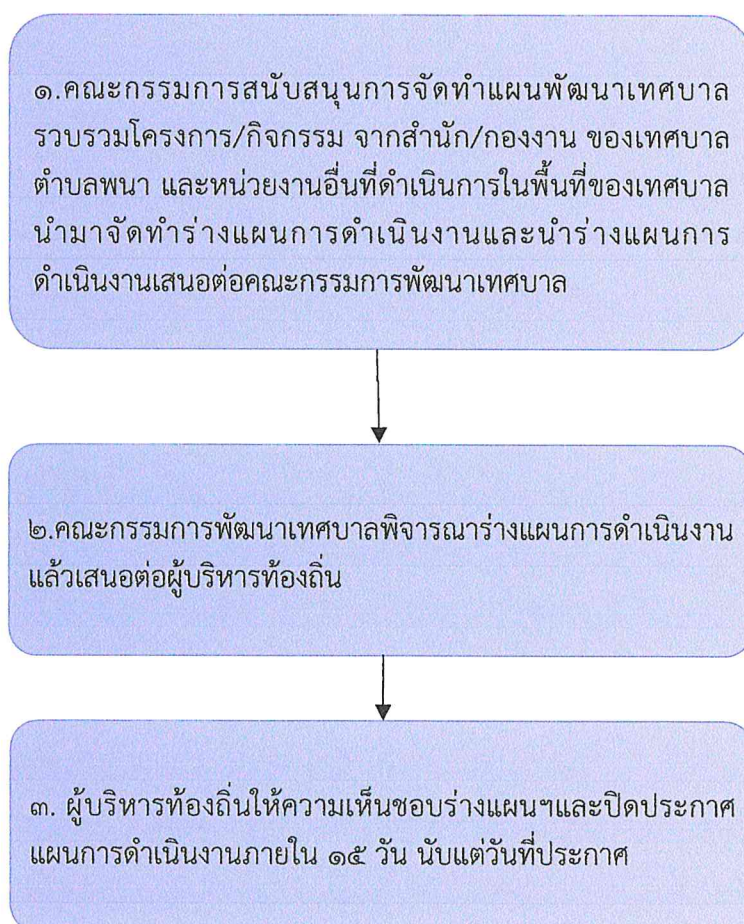 ๑.คณะกรรมการสนับสนุนการจัดทำแผนพัฒนาเทศบาล
รวบรวมโครงการ/กิจกรรม จากสำนัก/กองงาน ของเทศบาล
ตำบลพนา และหน่วยงานอื่นที่ดำเนินการในพื้นที่ของเทศบาล
นำมาจัดทำร่างแผนการดำเนินงานและนำร่างแผนการ
ดำเนินงานเสนอต่อคณะกรรมการพัฒนาเทศบาล
๒.คณะกรรมการพัฒนาเทศบาลพิจารณาร่างแผนการดำเนินงาน
แล้วเสนอต่อผู้บริหารท้องถิ่น
๓. ผู้บริหารท้องถิ่นให้ความเห็นชอบร่างแผนฯและปิดประกาศ
แผนการดำเนินงานภายใน ๑๕ วัน นับแต่วันที่ประกาศ